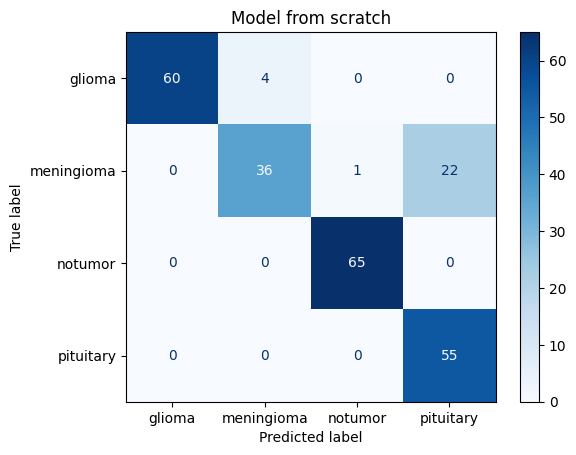 Model from scratch
glioma 60 4 0 0
meningioma 0 36 1 22
notumor 0 0 65 0
pituitary 0 0 0 55
glioma meningioma notumor pituitary
Predicted label
True label
60
50
40
30
20
10
0